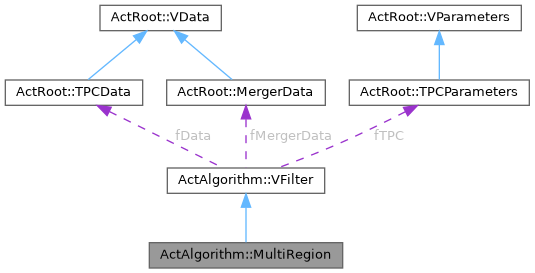 ActRoot::VData
ActRoot::VParameters
ActRoot::TPCData
ActRoot::MergerData
ActRoot::TPCParameters
fData
fMergerData
fTPC
ActAlgorithm::VFilter
ActAlgorithm::MultiRegion